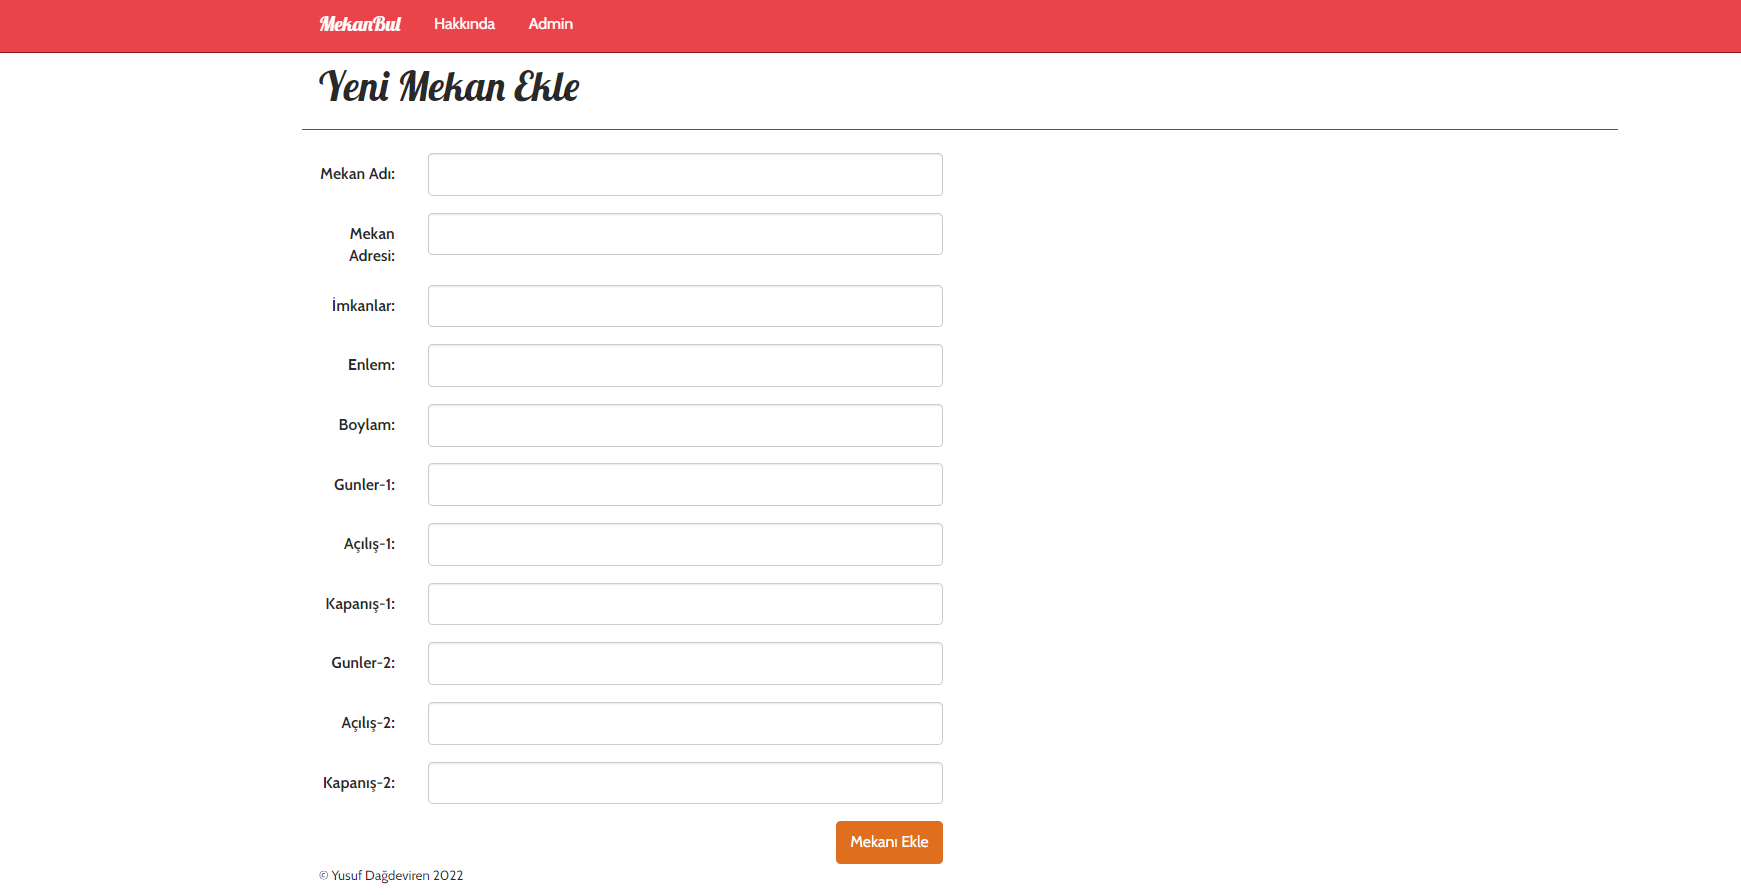 MekanBul Hakkında Admin
Yeni Mekan Ekle
Mekan Adı:
Mekan
Adresi:
İmkanlar:
Enlem:
Boylam:
Gunler-1:
Açılış-1:
Kapanış-1:
Gunler-2:
Açılış-2:
Kapanış-2:
Mekanı Ekle
© Yusuf Dağdeviren 2022